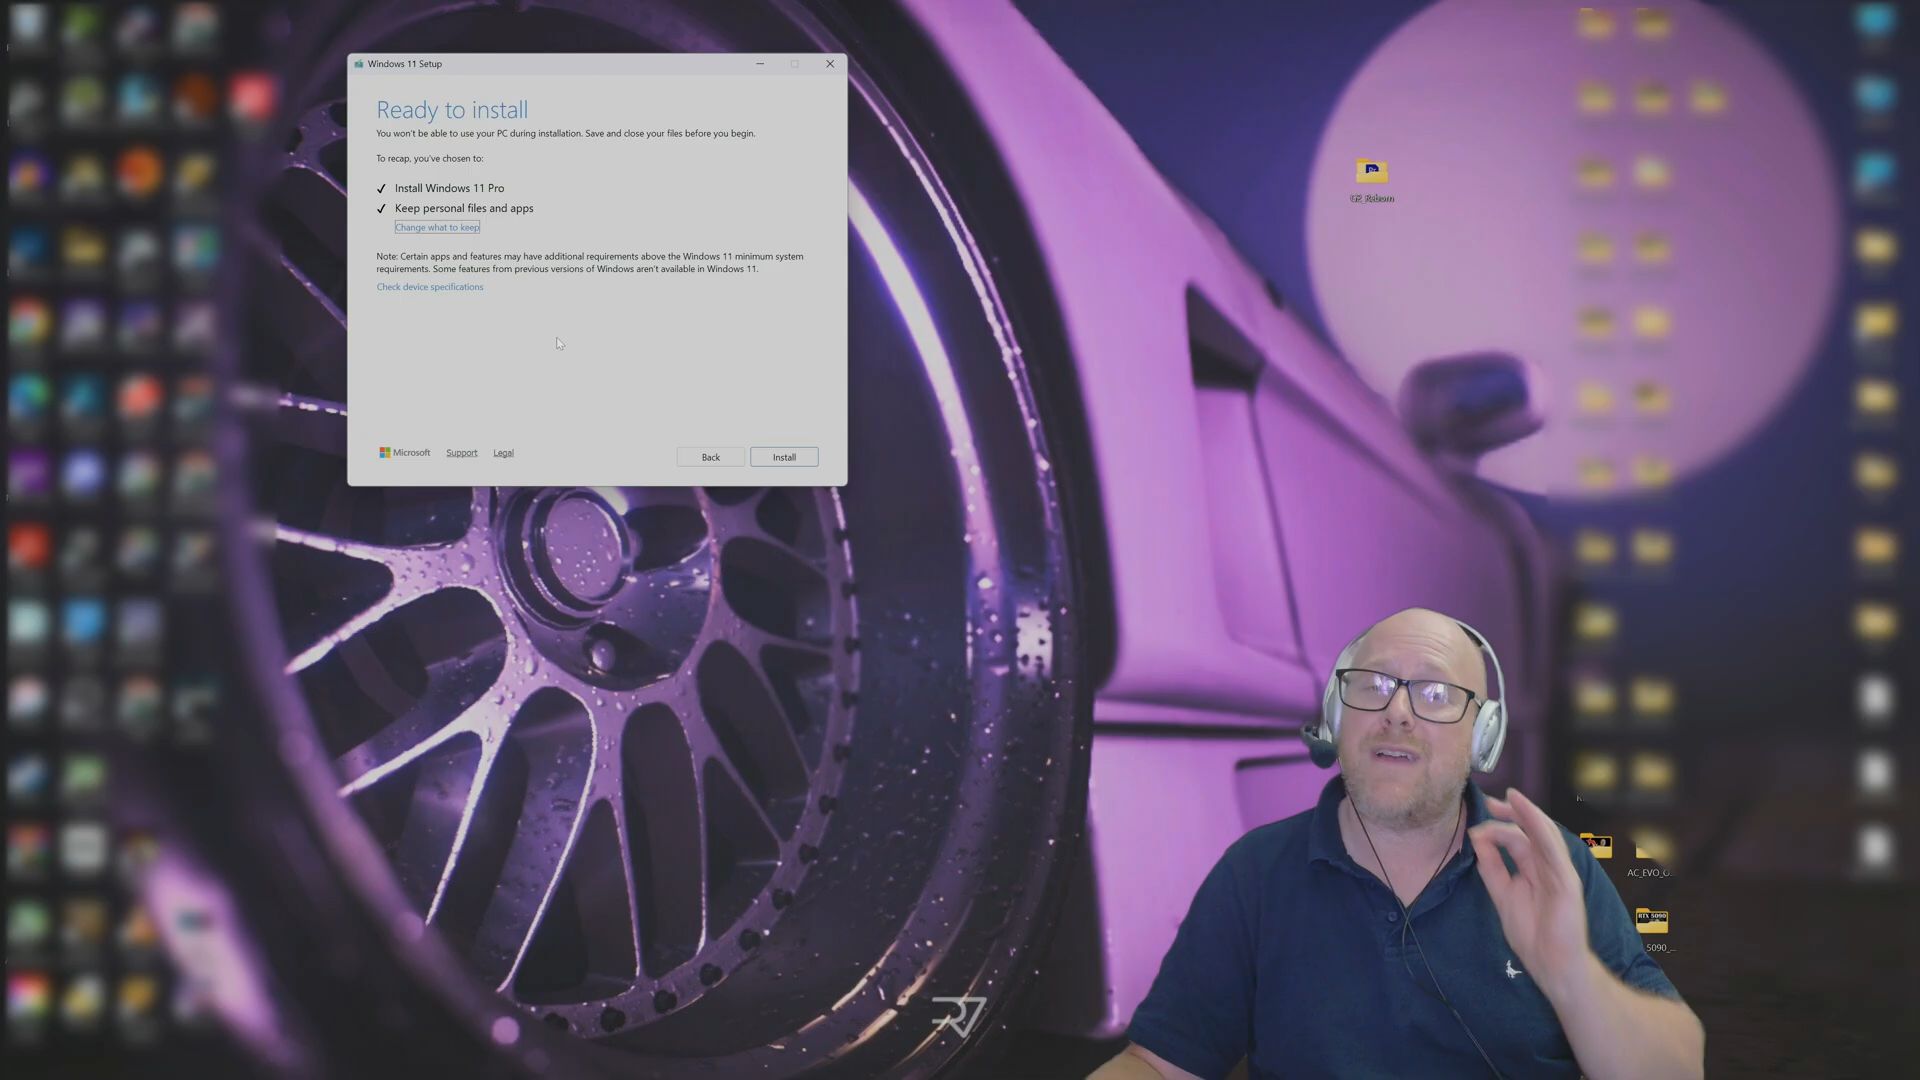 Windows 11 Setup
Ready to install
You won't be able to use your PC during installation. Save and close your files before you begin.
To recap, you've chosen to:
Install Windows 11 Pro
Keep personal files and apps
Change what to keep
Note: Certain apps and features may have additional requirements above the Windows 11 minimum system
requirements. Some features from previous versions of Windows aren't available in Windows 11.
Check device specifications
Microsoft Support Legal
Back Install
G2_Reborn
AC_EVO_O...
RTX 5090
5090_...
R7